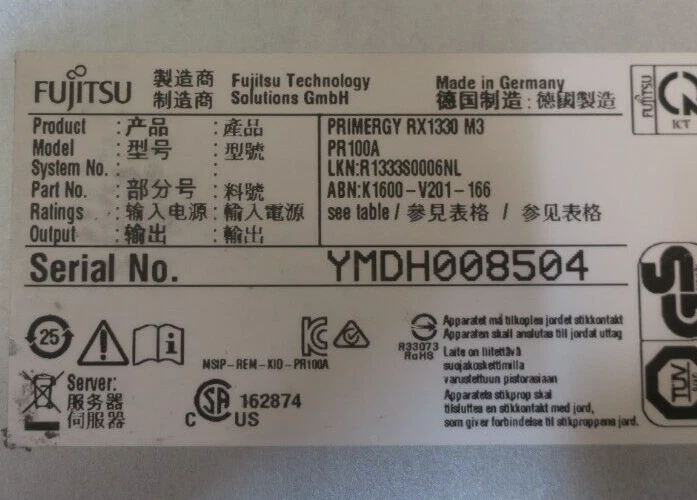 FUJITSU 製造商 Fujitsu Technology Made in Germany
制造商 Solutions GmbH 德国制造:德國製造
FUJITSU
ICT
Product :产品 :產品 PRIMERGY RX1330 M3
Model :型号 :型號 PR100A
System No. : : LKN:R1333S0006NL
Part No. :部分号 :料號 ABN:K1600-V201-166
Ratings :输入电源 :輸入電源 see table / 參見表格 / 参见表格
Output :输出 :輸出
Serial No. YMDH008504
25
MSIP-REM-KIO-PR100A
R33073
RoHS
Apparatet må tilkoples jordet stikkontakt
Apparaten skall anslutas till jordat uttag
Laite on liitettävä
suojakoskettimilla
varustettuun pistorasiaan
Apparatets stikprop skal
tilsluttes en stikkontakt med jord,
som giver forbindelse til stikproppens jord.
Server:
服务器
伺服器
C SA US 162874
TÜV